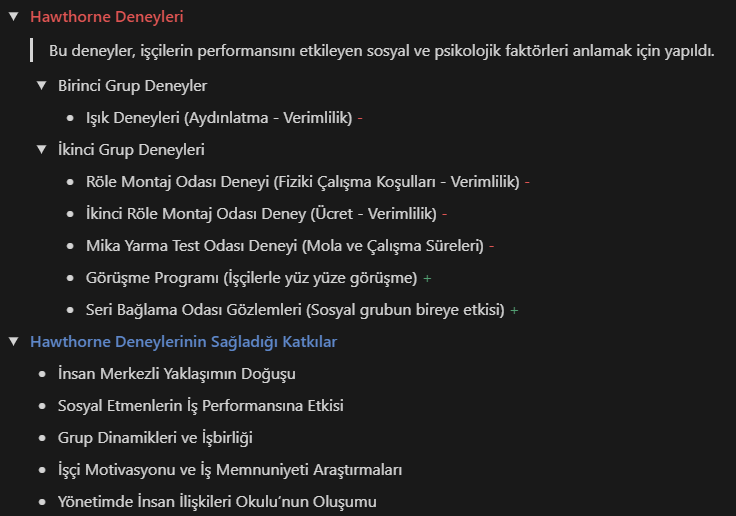 Hawthorne Deneyleri
Bu deneyler, işçilerin performansını etkileyen sosyal ve psikolojik faktörleri anlamak için yapıldı.
Birinci Grup Deneyler
Işık Deneyleri (Aydınlatma - Verimlilik) -
İkinci Grup Deneyleri
Röle Montaj Odası Deneyi (Fiziki Çalışma Koşulları - Verimlilik) -
İkinci Röle Montaj Odası Deney (Ücret - Verimlilik) -
Mika Yarma Test Odası Deneyi (Mola ve Çalışma Süreleri) -
Görüşme Programı (İşçilerle yüz yüze görüşme) +
Seri Bağlama Odası Gözlemleri (Sosyal grubun bireye etkisi) +
Hawthorne Deneylerinin Sağladığı Katkılar
İnsan Merkezli Yaklaşımın Doğuşu
Sosyal Etmenlerin İş Performansına Etkisi
Grup Dinamikleri ve İşbirliği
İşçi Motivasyonu ve İş Memnuniyeti Araştırmaları
Yönetimde İnsan İlişkileri Okulu’nun Oluşumu